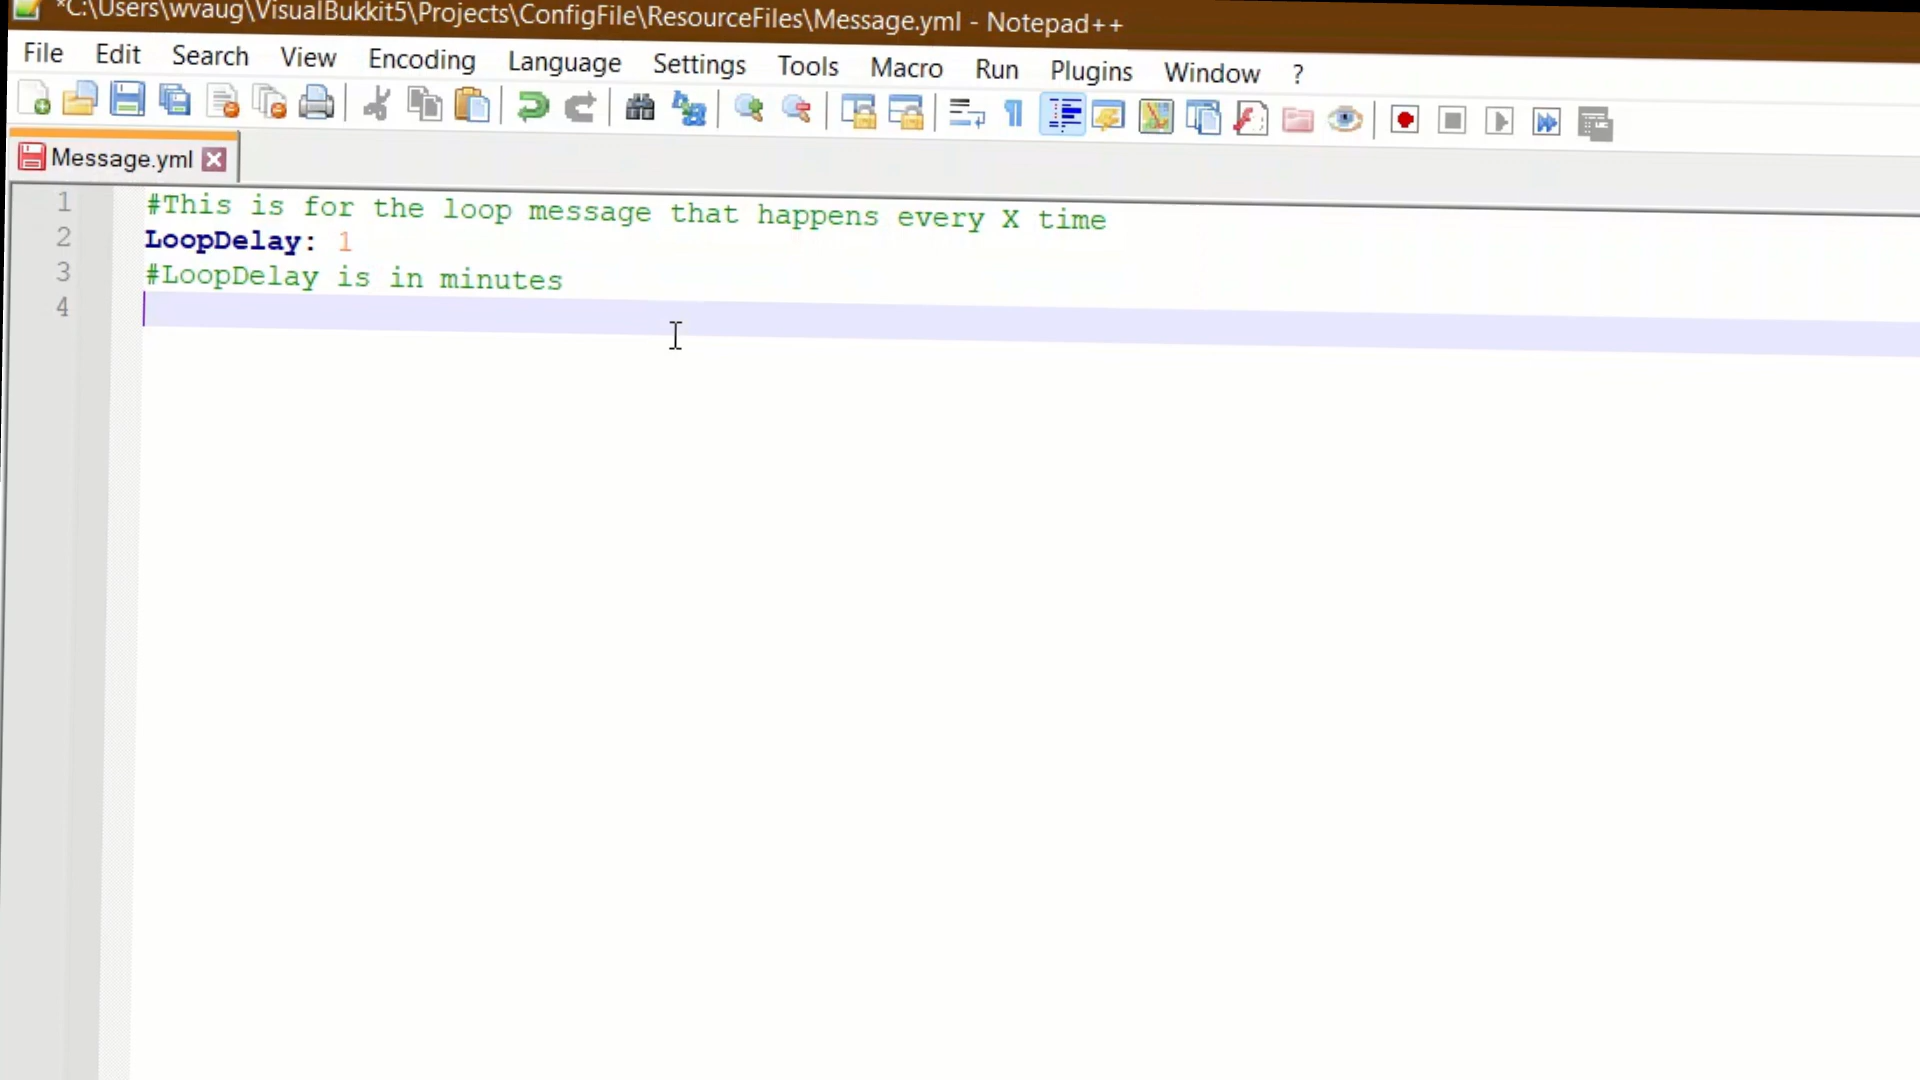 *C:\Users\wvaug\VisualBukkit5\Projects\ConfigFile\ResourceFiles\Message.yml - Notepad++
File Edit Search View Encoding Language Settings Tools Macro Run Plugins Window ?
Message.yml
1 #This is for the loop message that happens every X time
2 LoopDelay: 1
3 #LoopDelay is in minutes
4